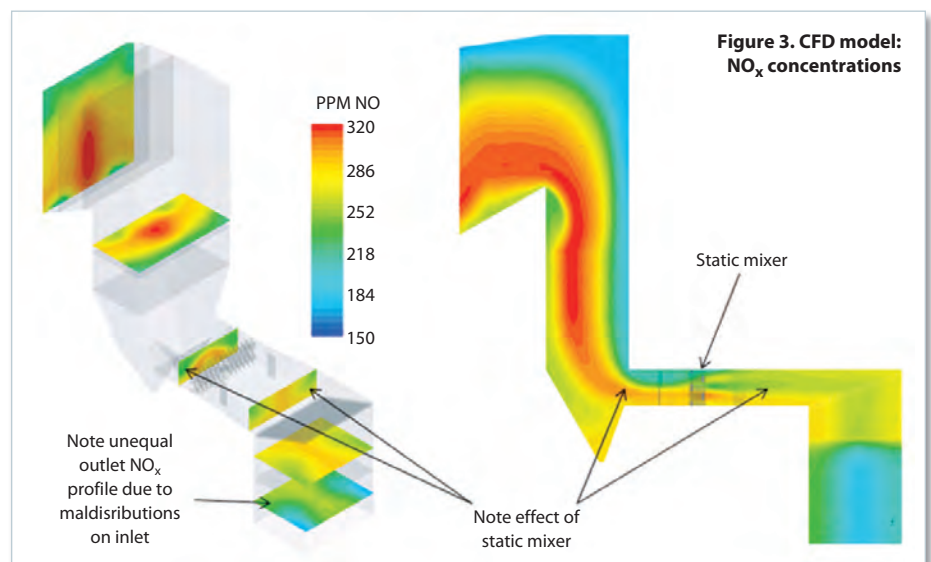 Figure 3. CFD model:
NOx concentrations
PPM NO
320
286
252
218
184
150
Static mixer
Note unequal
outlet NOx
profile due to
maldisributions
on inlet
Note effect of
static mixer